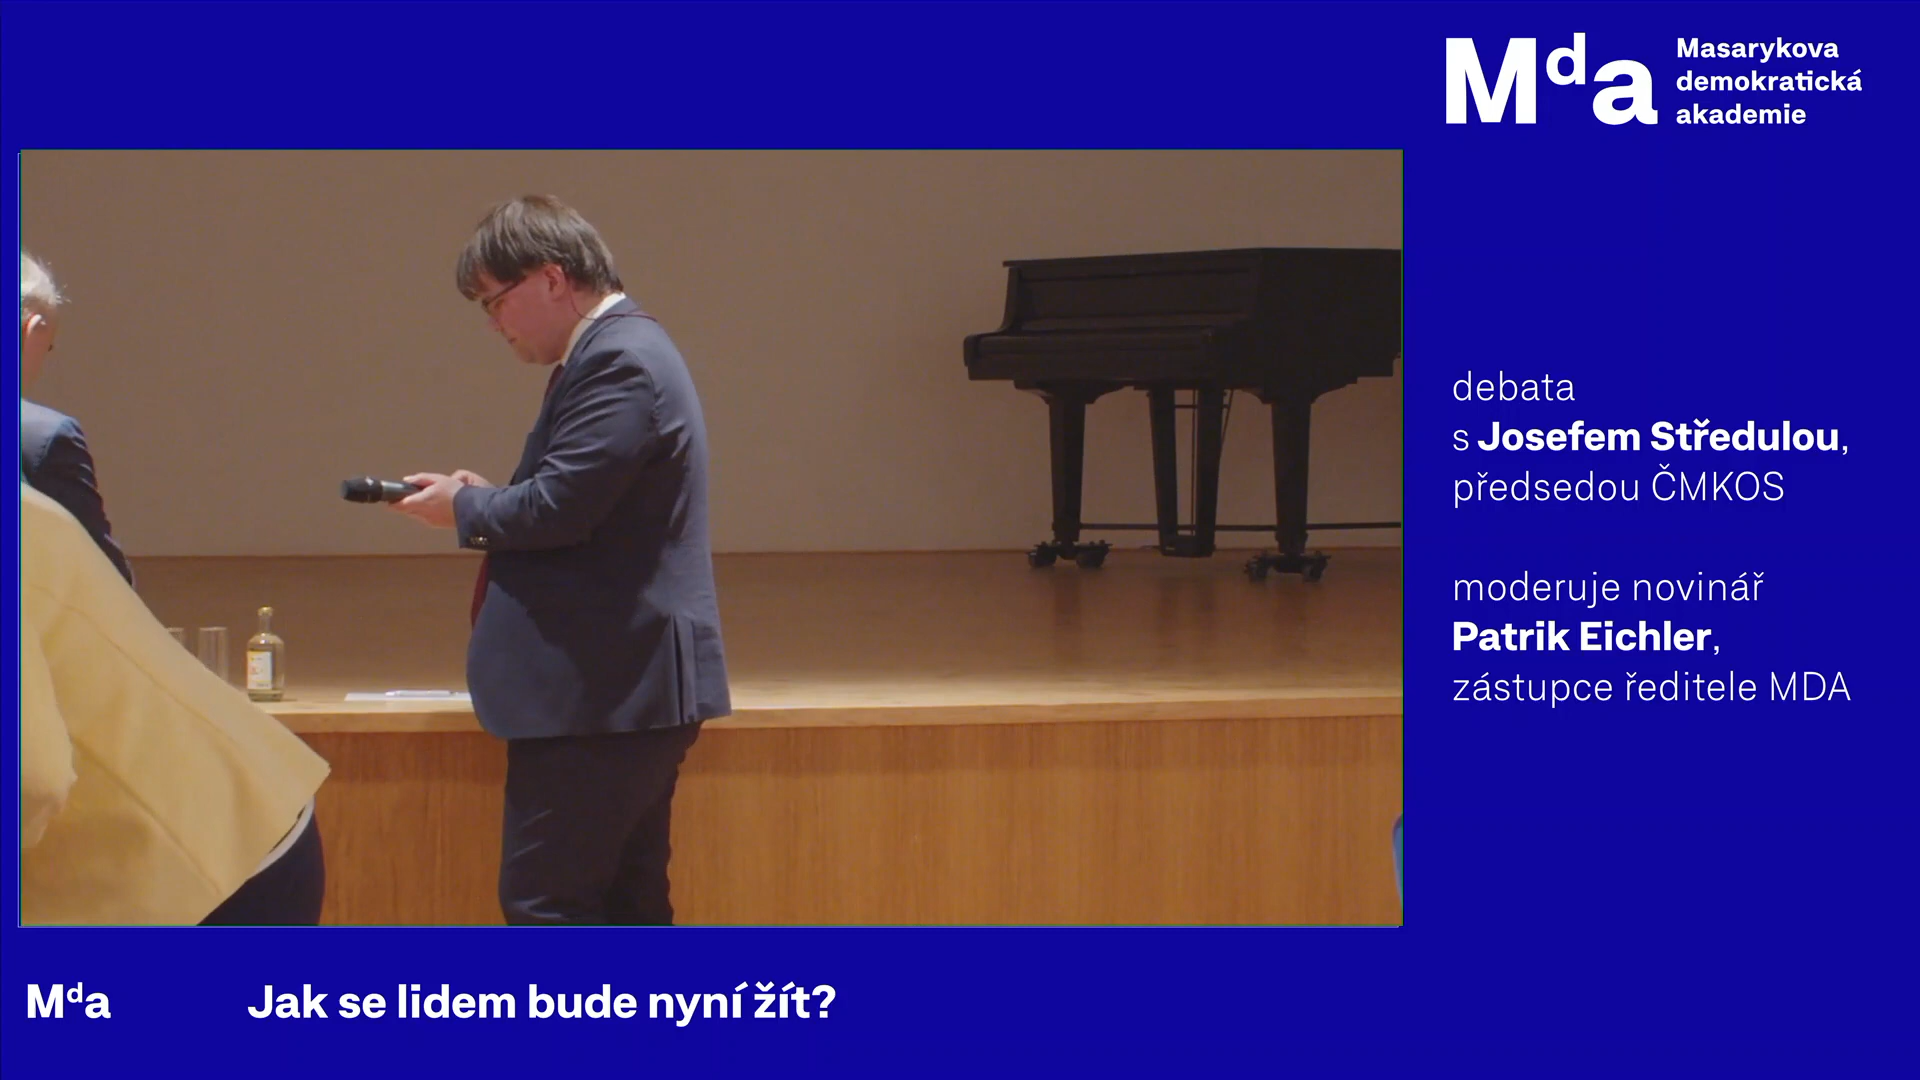 Mda
Masarykova
demokratická
akademie
debata
s Josefem Středulou,
předsedou ČMKOS
moderuje novinář
Patrik Eichler,
zástupce ředitele MDA
Mda
Jak se lidem bude nyní žít?